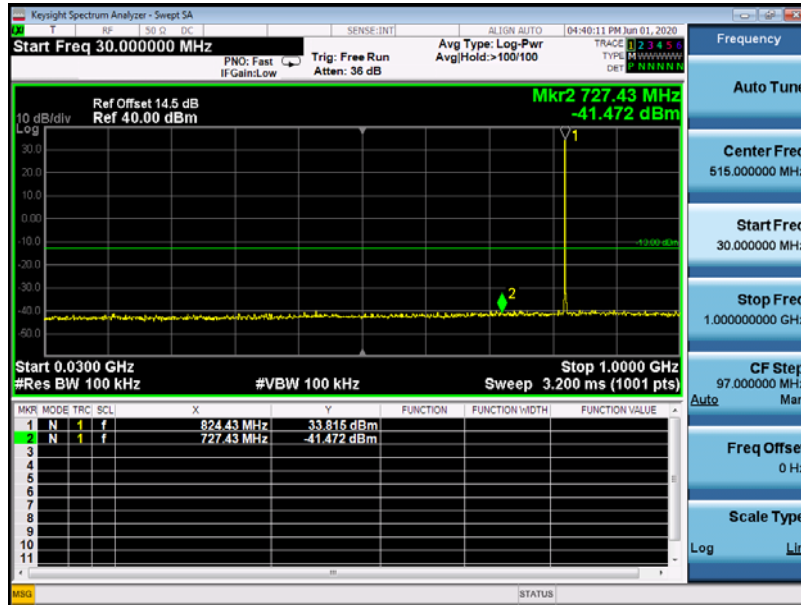 Keysight Spectrum Analyzer - Swept SA
T RF 50 Ω DC SENSE:INT ALIGN AUTO 04:40:11 PM Jun 01, 2020
Start Freq 30.000000 MHz
PNO: Fast
IFGain:Low
Trig: Free Run
Atten: 36 dB
Avg Type: Log-Pwr
Avg|Hold:>100/100
TRACE 1 2 3 4 5 6
TYPE M WWWWW
DET P N N N N N
Ref Offset 14.5 dB
10 dB/div Ref 40.00 dBm
Log
Mkr2 727.43 MHz
-41.472 dBm
30.0
20.0
10.0
0.00
-10.0
-20.0
-30.0
-40.0
-50.0
1
-13.00 dBm
2
Start 0.0300 GHz Stop 1.0000 GHz
#Res BW 100 kHz #VBW 100 kHz Sweep 3.200 ms (1001 pts)
MKR MODE TRC SCL X Y FUNCTION FUNCTION WIDTH FUNCTION VALUE
1 N 1 f 824.43 MHz 33.815 dBm
2 N 1 f 727.43 MHz -41.472 dBm
3
4
5
6
7
8
9
10
11
MSG STATUS
Frequency
Auto Tune
Center Freq
515.000000 MHz
Start Freq
30.000000 MHz
Stop Freq
1.000000000 GHz
CF Step
97.000000 MHz
Auto Man
Freq Offset
0 Hz
Scale Type
Log Lin